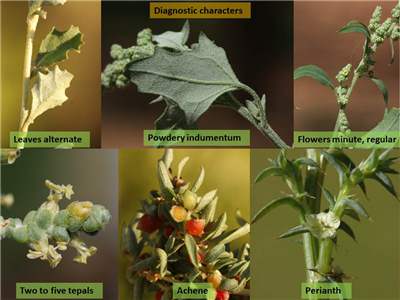 Diagnostic characters
Leaves alternate
Powdery indumentum
Flowers minute, regular
Two to five tepals
Achene
Perianth